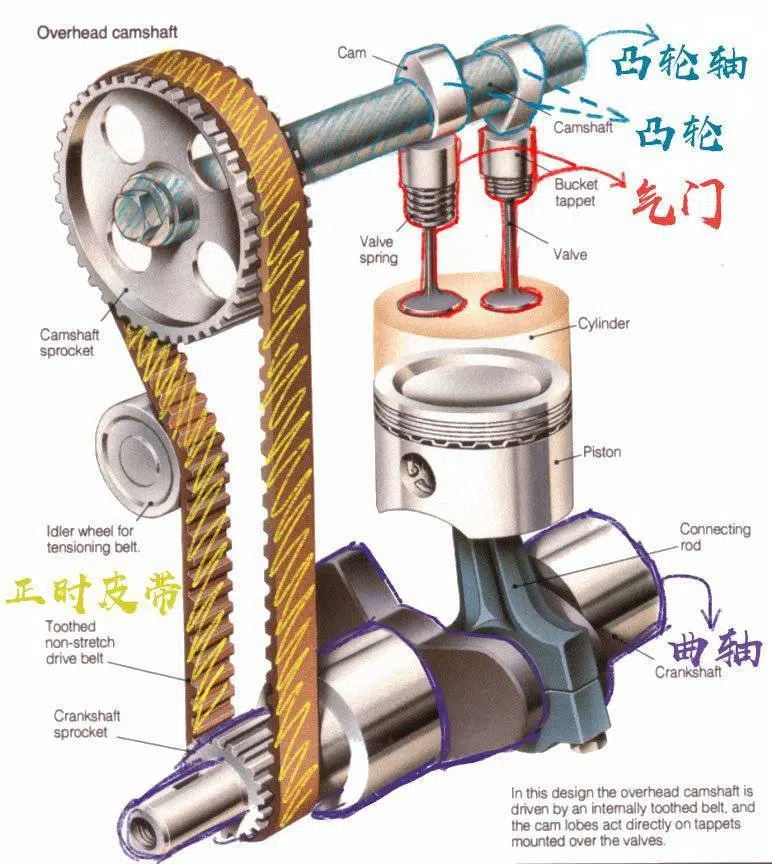 Overhead camshaft
Cam
凸轮轴
Camshaft
凸轮
Bucket
tappet
气门
Valve
spring
Valve
Camshaft
sprocket
Cylinder
Piston
Idler wheel for
tensioning belt.
Connecting
rod
正时皮带
Toothed
non-stretch
drive belt
曲轴
Crankshaft
Crankshaft
sprocket
In this design the overhead camshaft is
driven by an internally toothed belt, and
the cam lobes act directly on tappets
mounted over the valves.